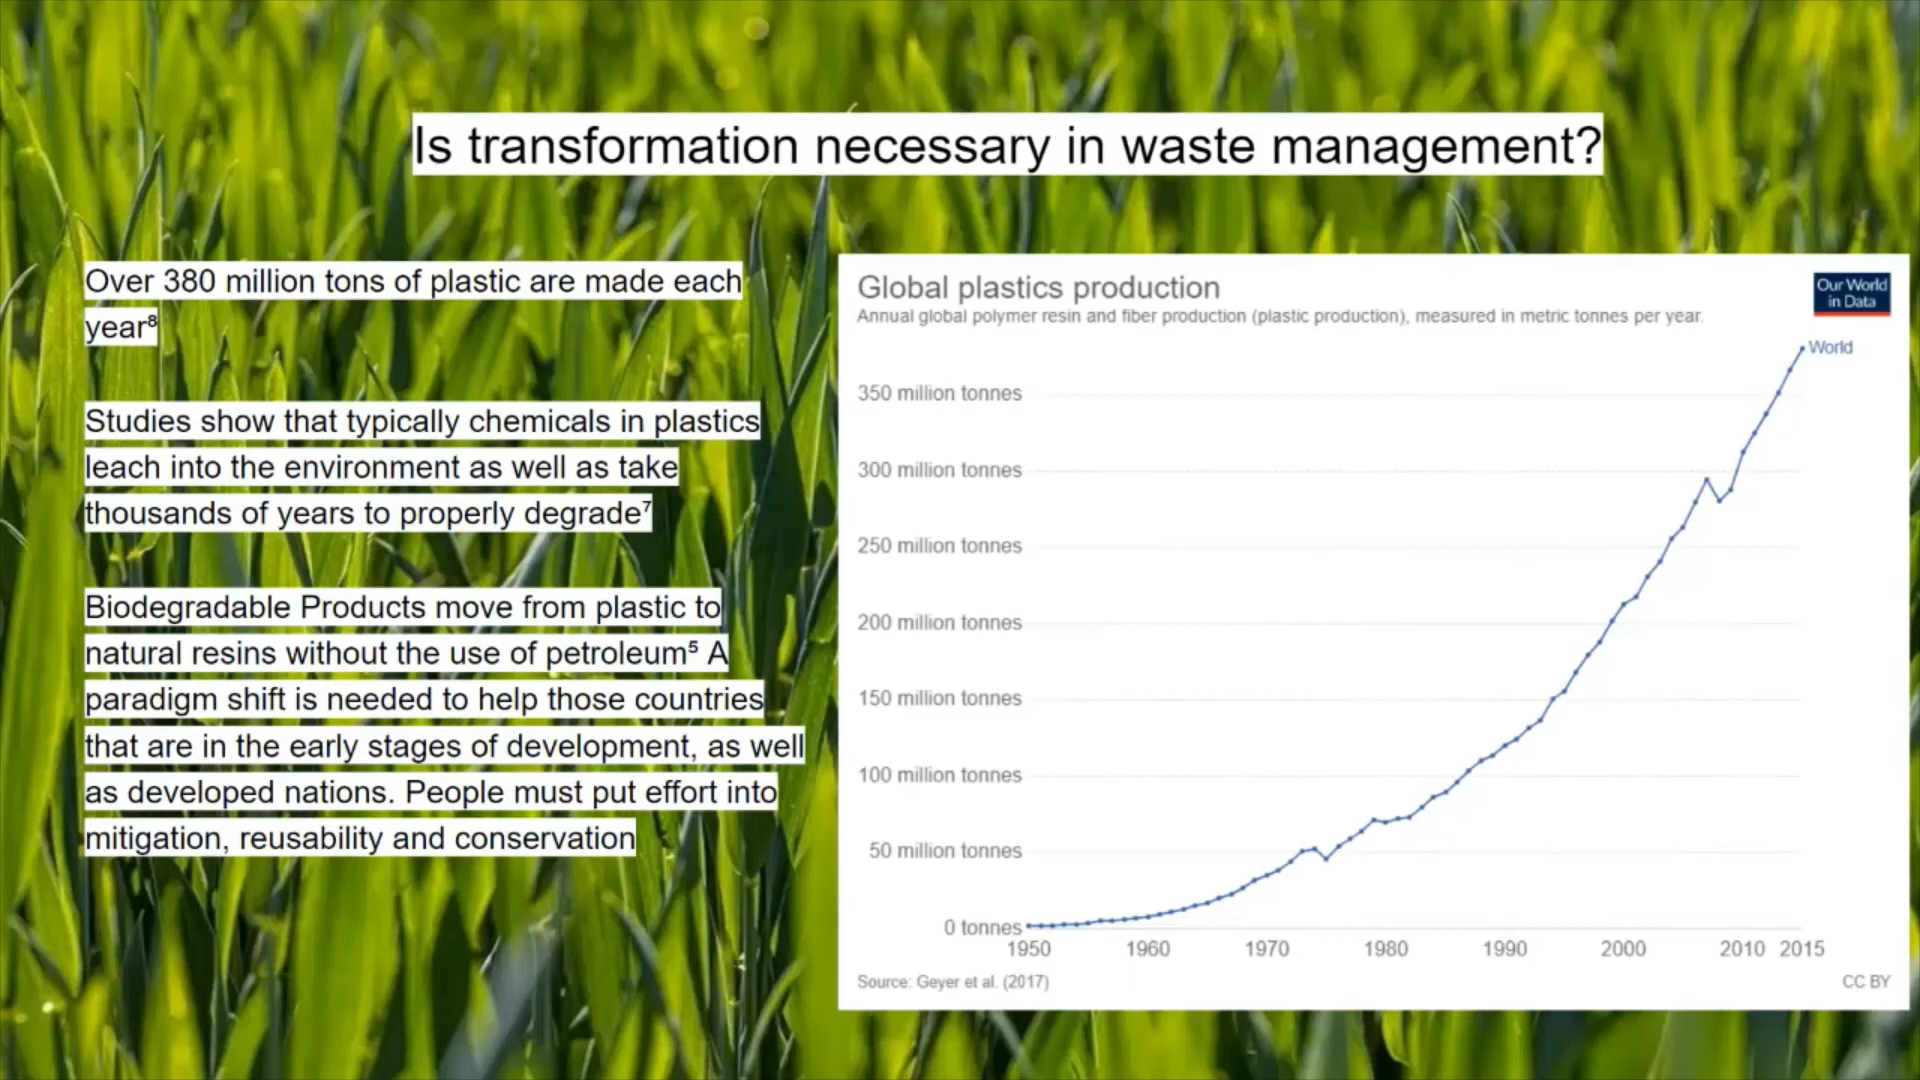 Is transformation necessary in waste management?
Over 380 million tons of plastic are made each
year⁸
Studies show that typically chemicals in plastics
leach into the environment as well as take
thousands of years to properly degrade⁷
Biodegradable Products move from plastic to
natural resins without the use of petroleum⁵ A
paradigm shift is needed to help those countries
that are in the early stages of development, as well
as developed nations. People must put effort into
mitigation, reusability and conservation
Global plastics production
Our World
in Data
Annual global polymer resin and fiber production (plastic production), measured in metric tonnes per year.
World
350 million tonnes
300 million tonnes
250 million tonnes
200 million tonnes
150 million tonnes
100 million tonnes
50 million tonnes
0 tonnes
1950 1960 1970 1980 1990 2000 2010 2015
Source: Geyer et al. (2017)
CC BY